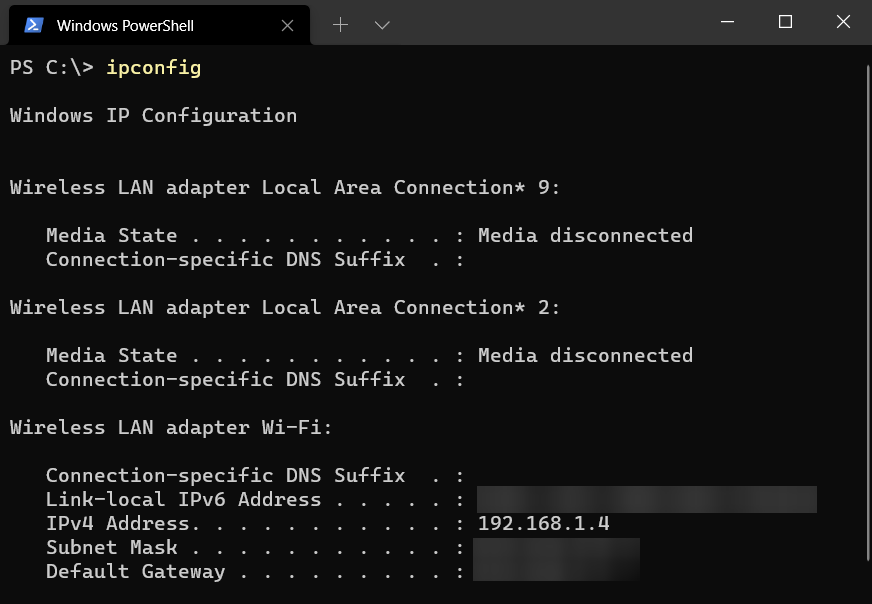 Windows PowerShell
PS C:\> ipconfig
Windows IP Configuration
Wireless LAN adapter Local Area Connection* 9:
Media State . . . . . . . . . . . : Media disconnected
Connection-specific DNS Suffix  . :
Wireless LAN adapter Local Area Connection* 2:
Media State . . . . . . . . . . . : Media disconnected
Connection-specific DNS Suffix  . :
Wireless LAN adapter Wi-Fi:
Connection-specific DNS Suffix  . :
Link-local IPv6 Address . . . . . :
IPv4 Address. . . . . . . . . . . : 192.168.1.4
Subnet Mask . . . . . . . . . . . :
Default Gateway . . . . . . . . . :